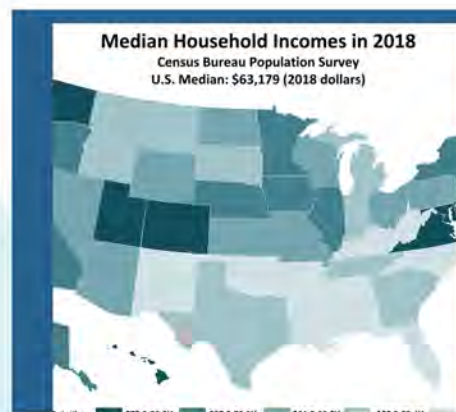 Median Household Incomes in 2018
Census Bureau Population Survey
U.S. Median: $63,179 (2018 dollars)